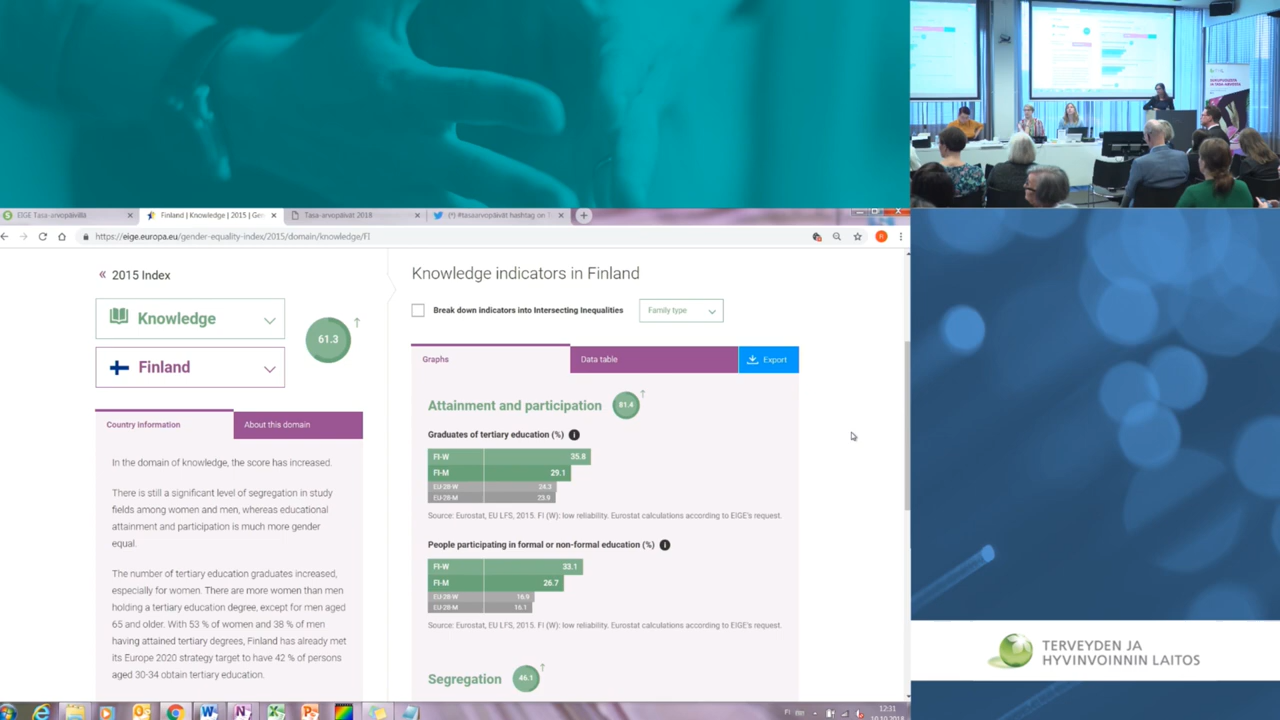 EIGE Tasa-arvopäivillä
Finland | Knowledge | 2015 | Gen
Tasa-arvopäivät 2018
(*) #tasaarvopäivät hashtag on T
https://eige.europa.eu/gender-equality-index/2015/domain/knowledge/FI
« 2015 Index
Knowledge
61.3
Finland
Country information
About this domain
In the domain of knowledge, the score has increased.
There is still a significant level of segregation in study
fields among women and men, whereas educational
attainment and participation is much more gender
equal.
The number of tertiary education graduates increased,
especially for women. There are more women than men
holding a tertiary education degree, except for men aged
65 and older. With 53 % of women and 38 % of men
having attained tertiary degrees, Finland has already met
its Europe 2020 strategy target to have 42 % of persons
aged 30-34 obtain tertiary education.
Knowledge indicators in Finland
Break down indicators into Intersecting Inequalities
Family type
Graphs
Data table
Export
Attainment and participation
81.4
Graduates of tertiary education (%)
FI-W 35.8
FI-M 29.1
EU-28-W 24.3
EU-28-M 23.9
Source: Eurostat, EU LFS, 2015. FI (W): low reliability. Eurostat calculations according to EIGE's request.
People participating in formal or non-formal education (%)
FI-W 33.1
FI-M 26.7
EU-28-W 16.9
EU-28-M 16.1
Source: Eurostat, EU LFS, 2015. FI (W): low reliability. Eurostat calculations according to EIGE's request.
Segregation
46.1
FI
12:31
10.10.2018
TERVEYDEN JA
HYVINVOINNIN LAITOS